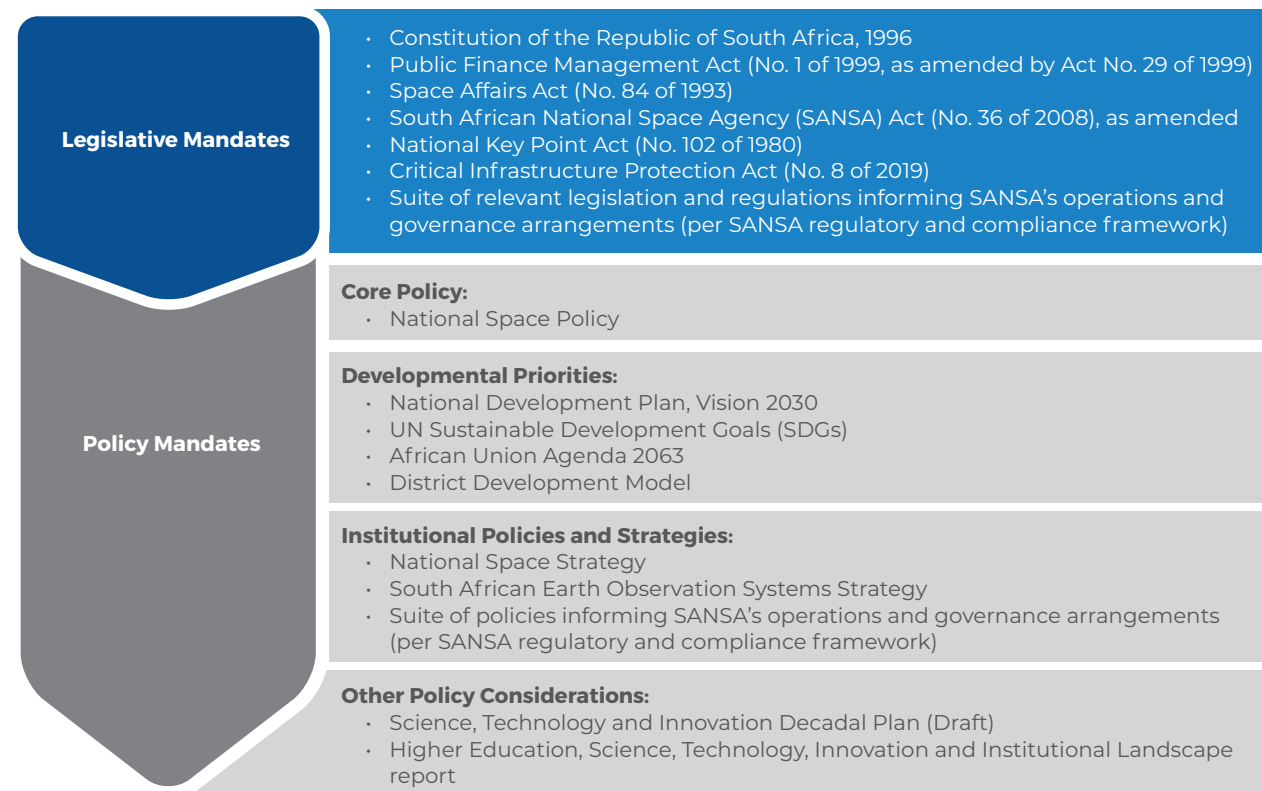 Legislative Mandates
• Constitution of the Republic of South Africa, 1996
• Public Finance Management Act (No. 1 of 1999, as amended by Act No. 29 of 1999)
• Space Affairs Act (No. 84 of 1993)
• South African National Space Agency (SANSA) Act (No. 36 of 2008), as amended
• National Key Point Act (No. 102 of 1980)
• Critical Infrastructure Protection Act (No. 8 of 2019)
• Suite of relevant legislation and regulations informing SANSA’s operations and
governance arrangements (per SANSA regulatory and compliance framework)
Policy Mandates
Core Policy:
• National Space Policy
Developmental Priorities:
• National Development Plan, Vision 2030
• UN Sustainable Development Goals (SDGs)
• African Union Agenda 2063
• District Development Model
Institutional Policies and Strategies:
• National Space Strategy
• South African Earth Observation Systems Strategy
• Suite of policies informing SANSA’s operations and governance arrangements
(per SANSA regulatory and compliance framework)
Other Policy Considerations:
• Science, Technology and Innovation Decadal Plan (Draft)
• Higher Education, Science, Technology, Innovation and Institutional Landscape
report